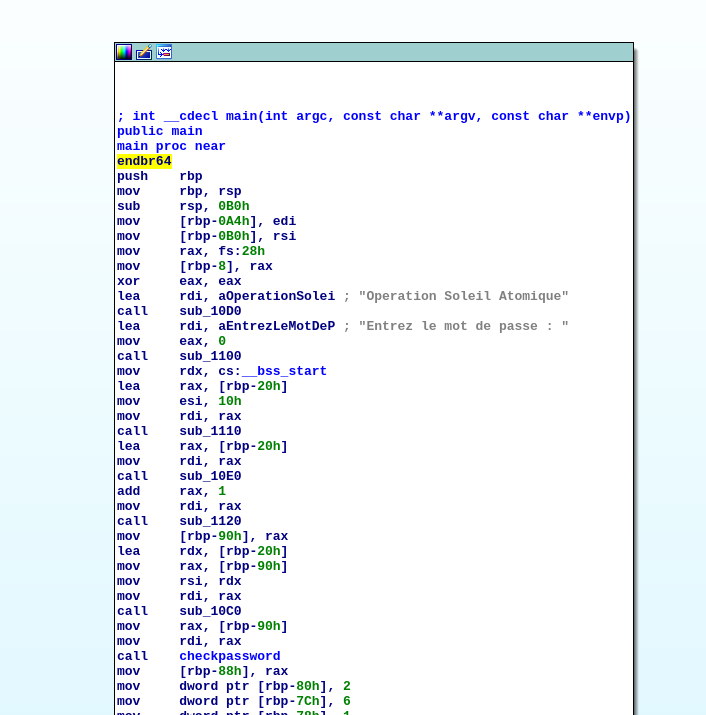 ; int __cdecl main(int argc, const char **argv, const char **envp)
public main
main proc near
endbr64
push    rbp
mov     rbp, rsp
sub     rsp, 0B0h
mov     [rbp-0A4h], edi
mov     [rbp-0B0h], rsi
mov     rax, fs:28h
mov     [rbp-8], rax
xor     eax, eax
lea     rdi, aOperationSolei ; "Operation Soleil Atomique"
call    sub_10D0
lea     rdi, aEntrezLeMotDeP ; "Entrez le mot de passe : "
mov     eax, 0
call    sub_1100
mov     rdx, cs:__bss_start
lea     rax, [rbp-20h]
mov     esi, 10h
mov     rdi, rax
call    sub_1110
lea     rax, [rbp-20h]
mov     rdi, rax
call    sub_10E0
add     rax, 1
mov     rdi, rax
call    sub_1120
mov     [rbp-90h], rax
lea     rdx, [rbp-20h]
mov     rax, [rbp-90h]
mov     rsi, rdx
mov     rdi, rax
call    sub_10C0
mov     rax, [rbp-90h]
mov     rdi, rax
call    checkpassword
mov     [rbp-88h], rax
mov     dword ptr [rbp-80h], 2
mov     dword ptr [rbp-7Ch], 6
mov     dword ptr [rbp-78h], 1